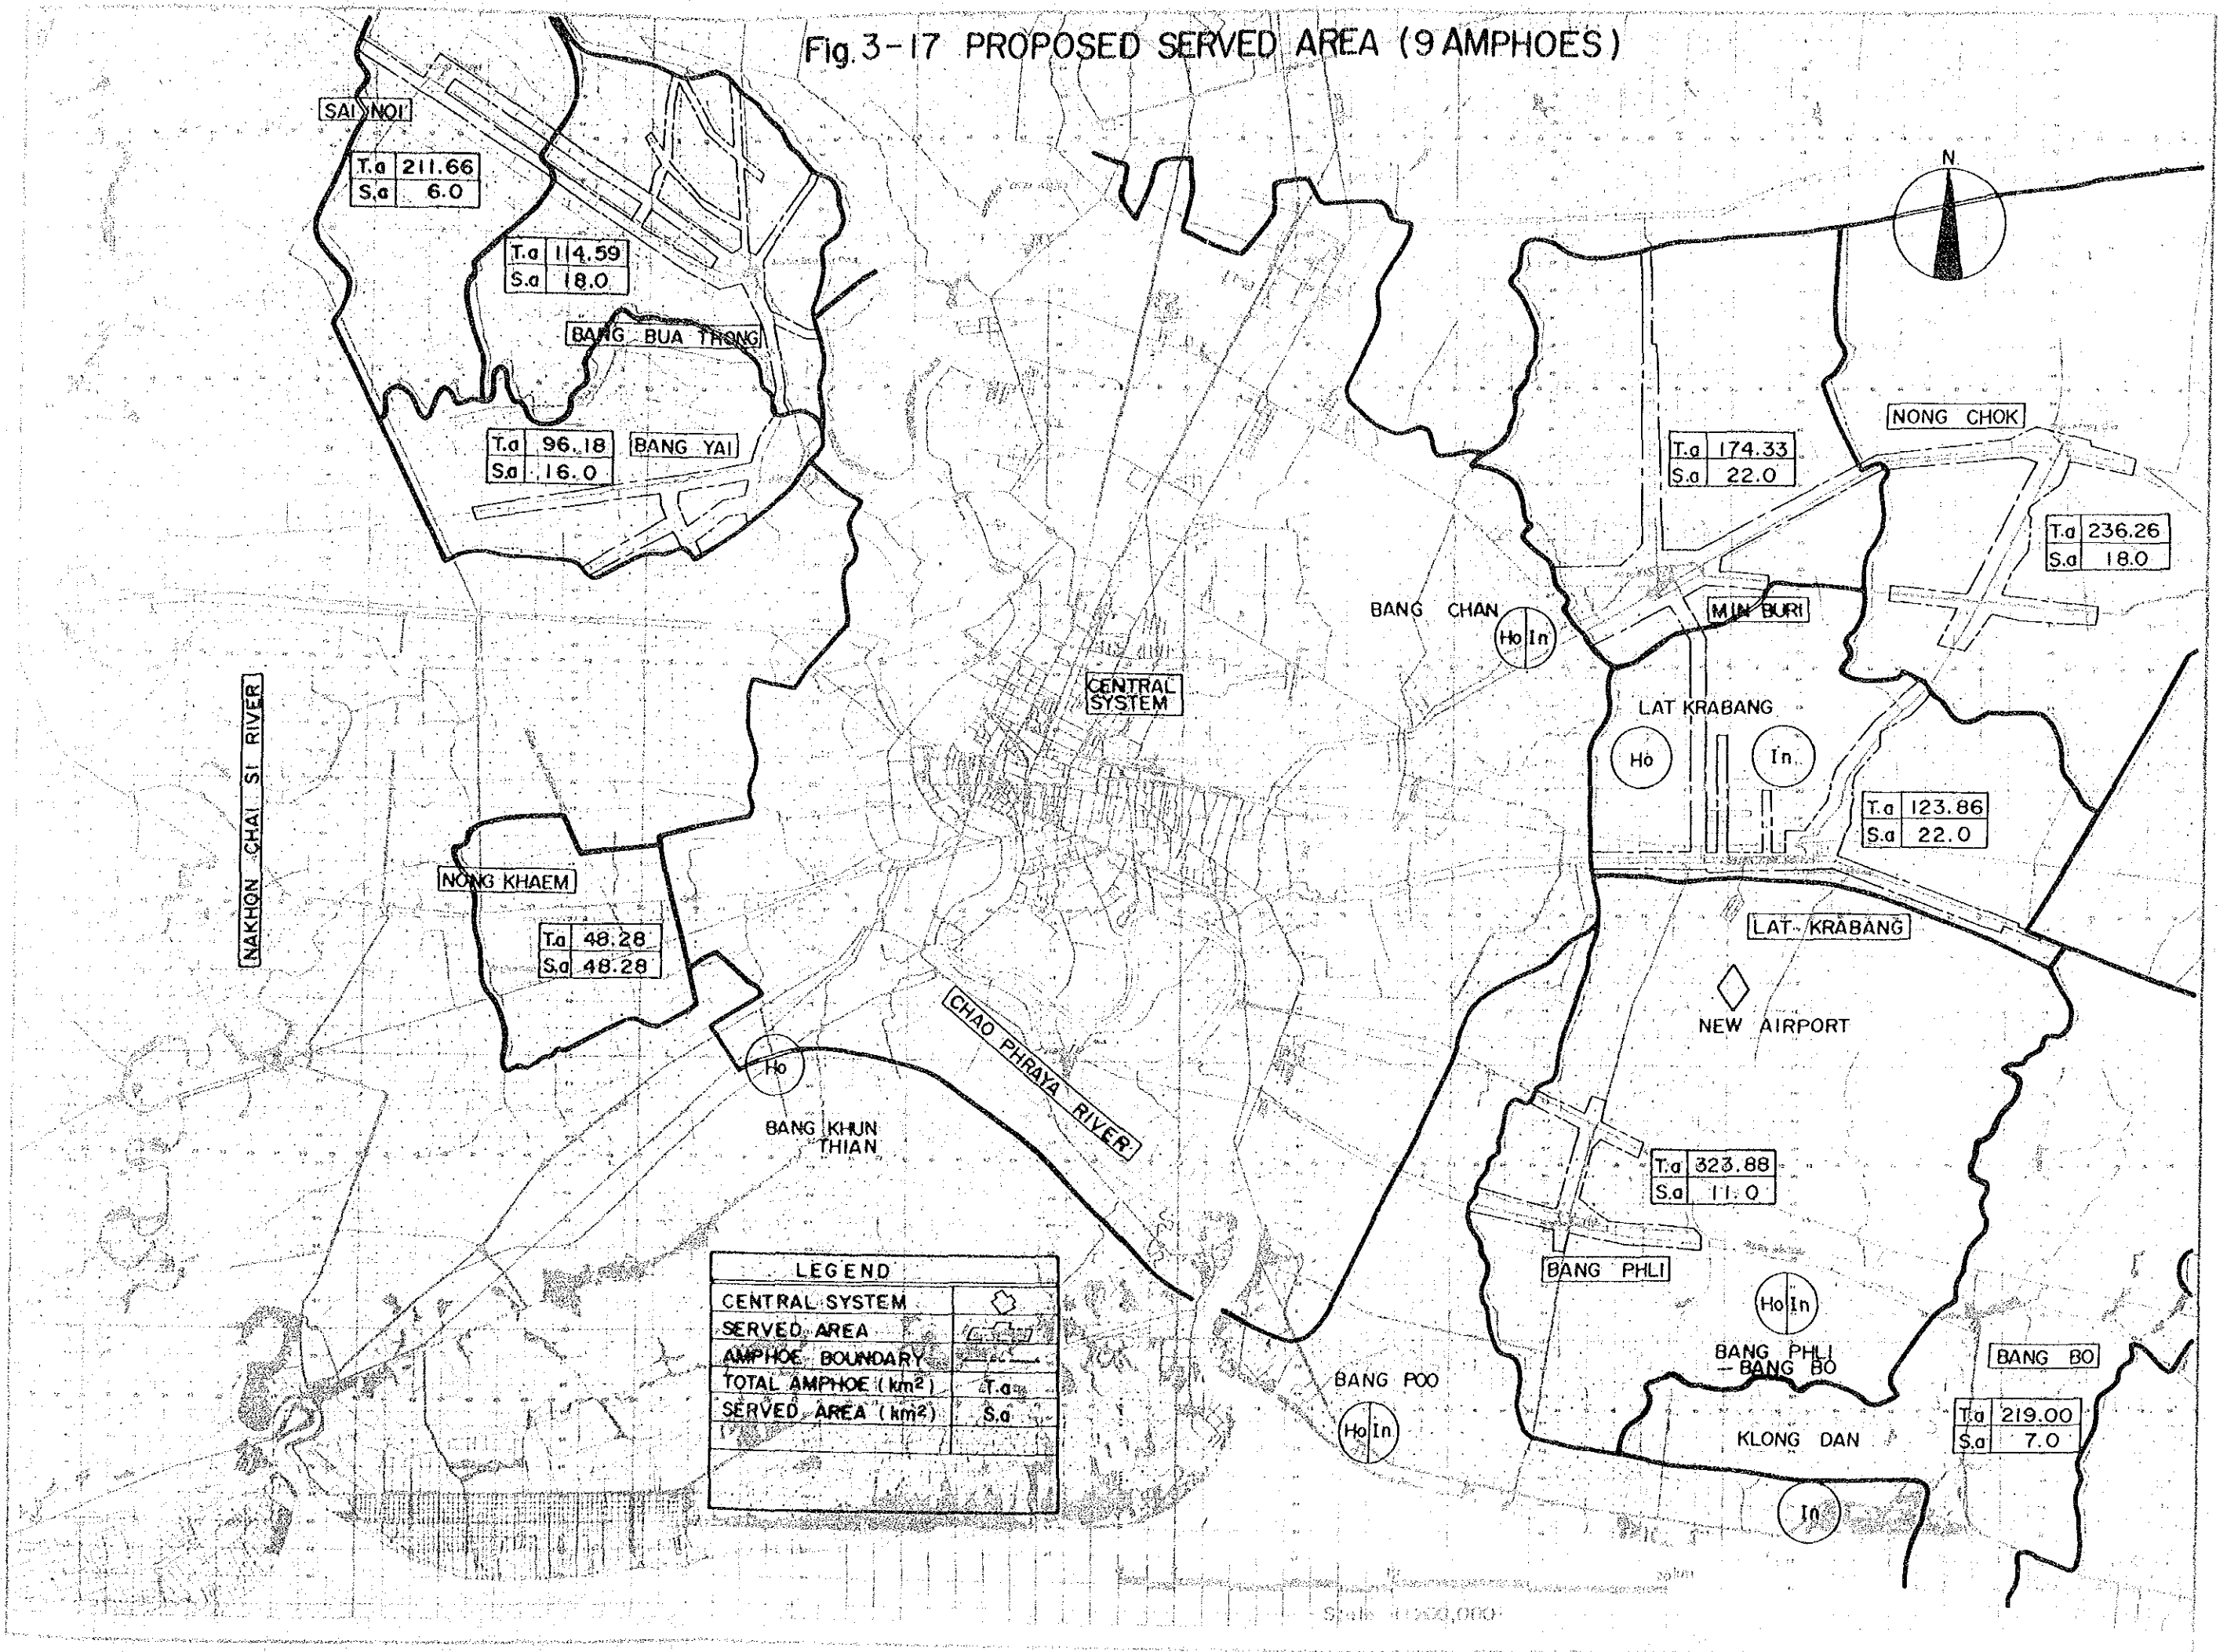 Fig. 3-17 PROPOSED SERVED AREA (9 AMPHOES)
SAI NOI
T.a 211.66
S.a 6.0
T.a 114.59
S.a 18.0
BANG BUA THONG
T.a 96.18
S.a 16.0
BANG YAI
N
NONG CHOK
T.a 174.33
S.a 22.0
T.a 236.26
S.a 18.0
BANG CHAN
Ho In
MIN BURI
CENTRAL
SYSTEM
NAKHON CHAI SI RIVER
LAT KRABANG
Ho
In
T.a 123.86
S.a 22.0
NONG KHAEM
T.a 48.28
S.a 48.28
LAT KRABANG
NEW AIRPORT
CHAO PHRAYA RIVER
Ho
BANG KHUN
THIAN
T.a 323.88
S.a 11.0
BANG PHLI
Ho In
BANG PHLI
- BANG BO
BANG BO
T.a 219.00
S.a 7.0
LEGEND
CENTRAL SYSTEM
SERVED AREA
AMPHOE BOUNDARY
TOTAL AMPHOE (km²) T.a
SERVED AREA (km²) S.a
BANG POO
Ho In
KLONG DAN
In